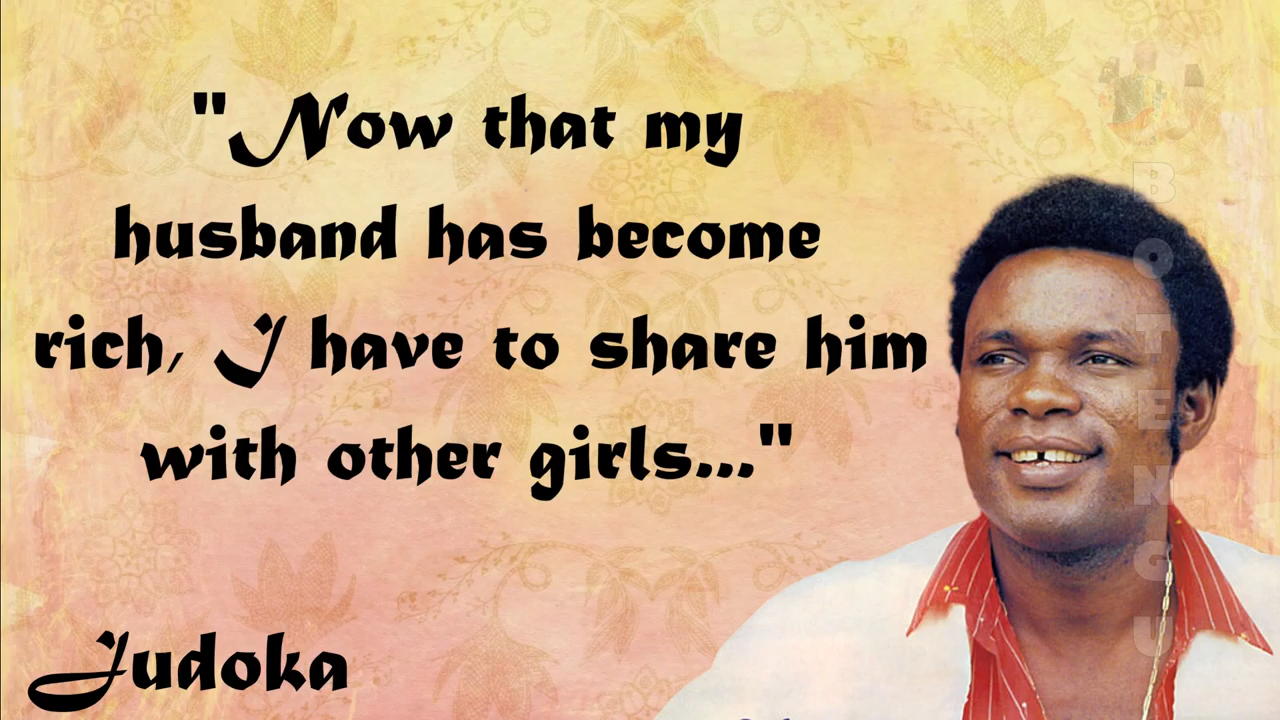 "Now that my
husband has become
rich, I have to share him
with other girls..."
Judoka
BOTENGU